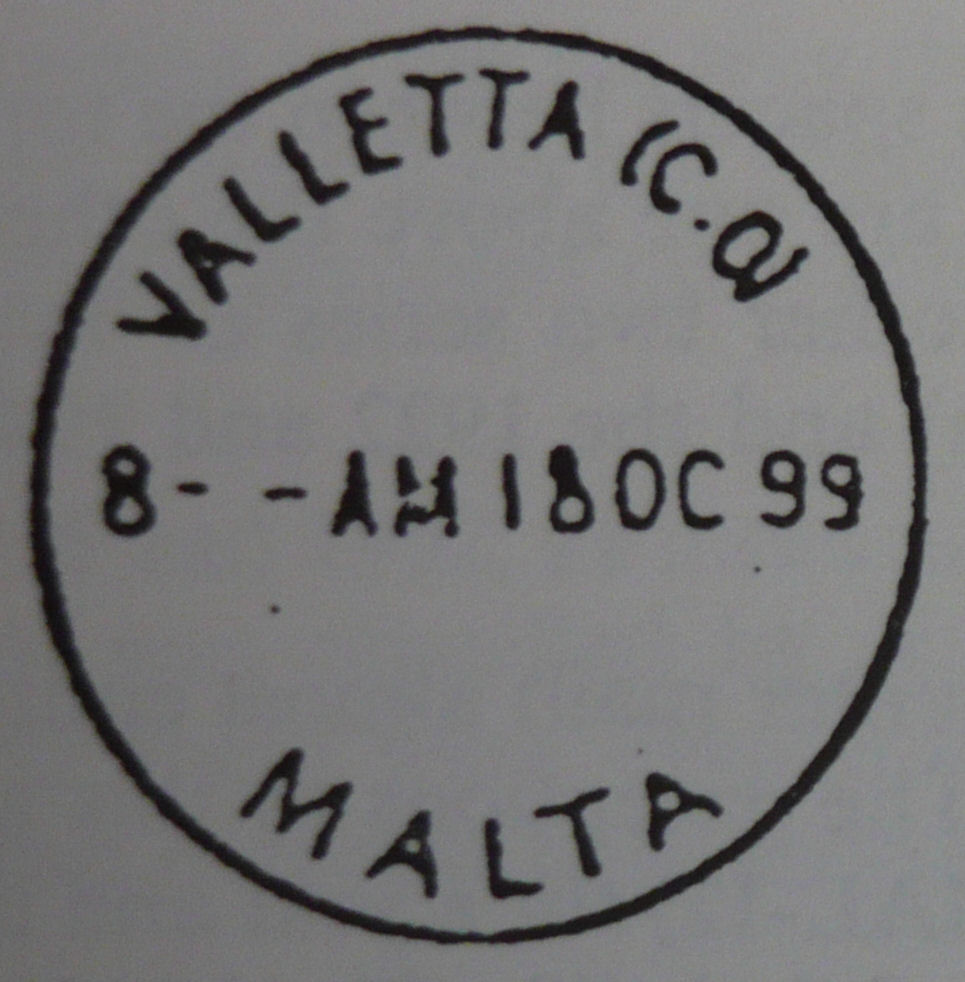 VALLETTA (C.O)
8- -AM 18 OC 99
MALTA